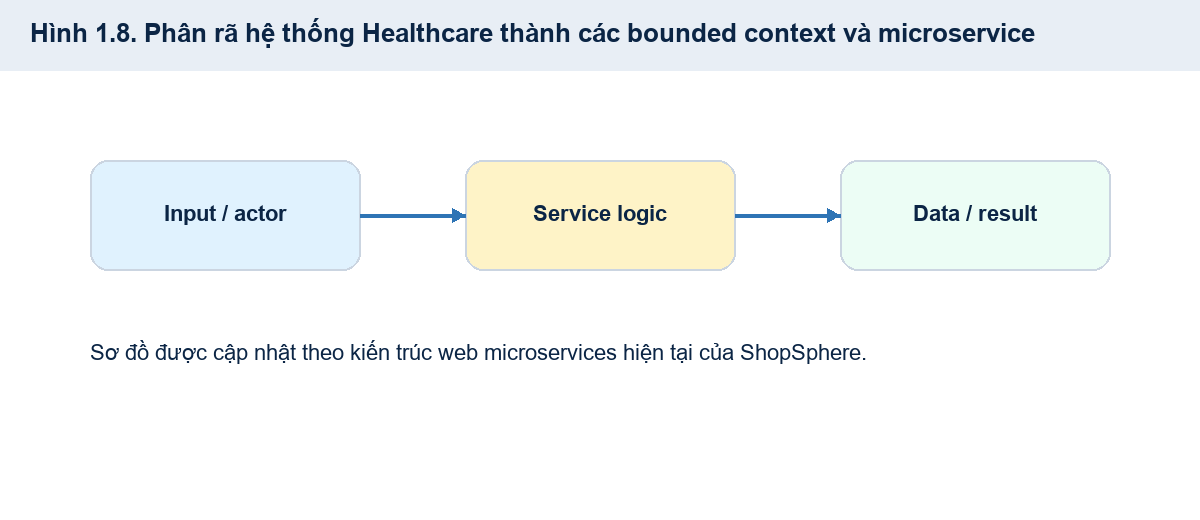 Hình 1.8. Phân rã hệ thống Healthcare thành các bounded context và microservice
Input / actor
Service logic
Data / result
Sơ đồ được cập nhật theo kiến trúc web microservices hiện tại của ShopSphere.